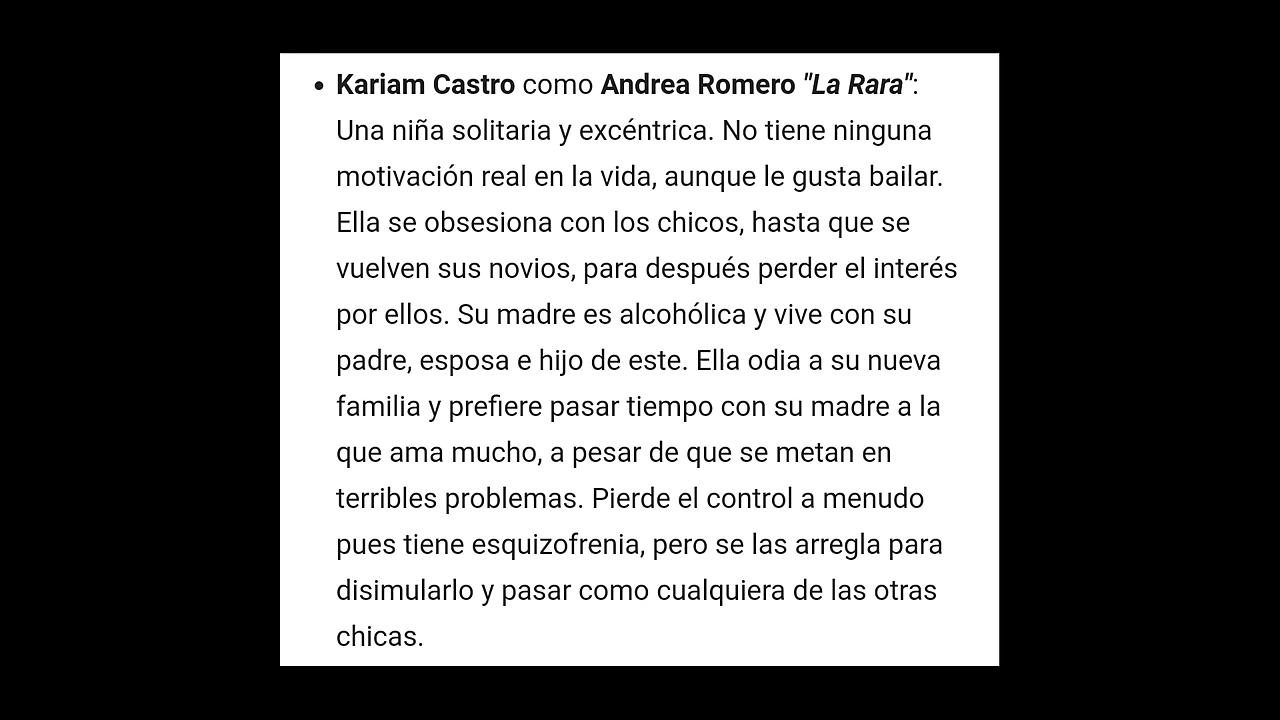 • Kariam Castro como Andrea Romero "La Rara":
Una niña solitaria y excéntrica. No tiene ninguna
motivación real en la vida, aunque le gusta bailar.
Ella se obsesiona con los chicos, hasta que se
vuelven sus novios, para después perder el interés
por ellos. Su madre es alcohólica y vive con su
padre, esposa e hijo de este. Ella odia a su nueva
familia y prefiere pasar tiempo con su madre a la
que ama mucho, a pesar de que se metan en
terribles problemas. Pierde el control a menudo
pues tiene esquizofrenia, pero se las arregla para
disimularlo y pasar como cualquiera de las otras
chicas.